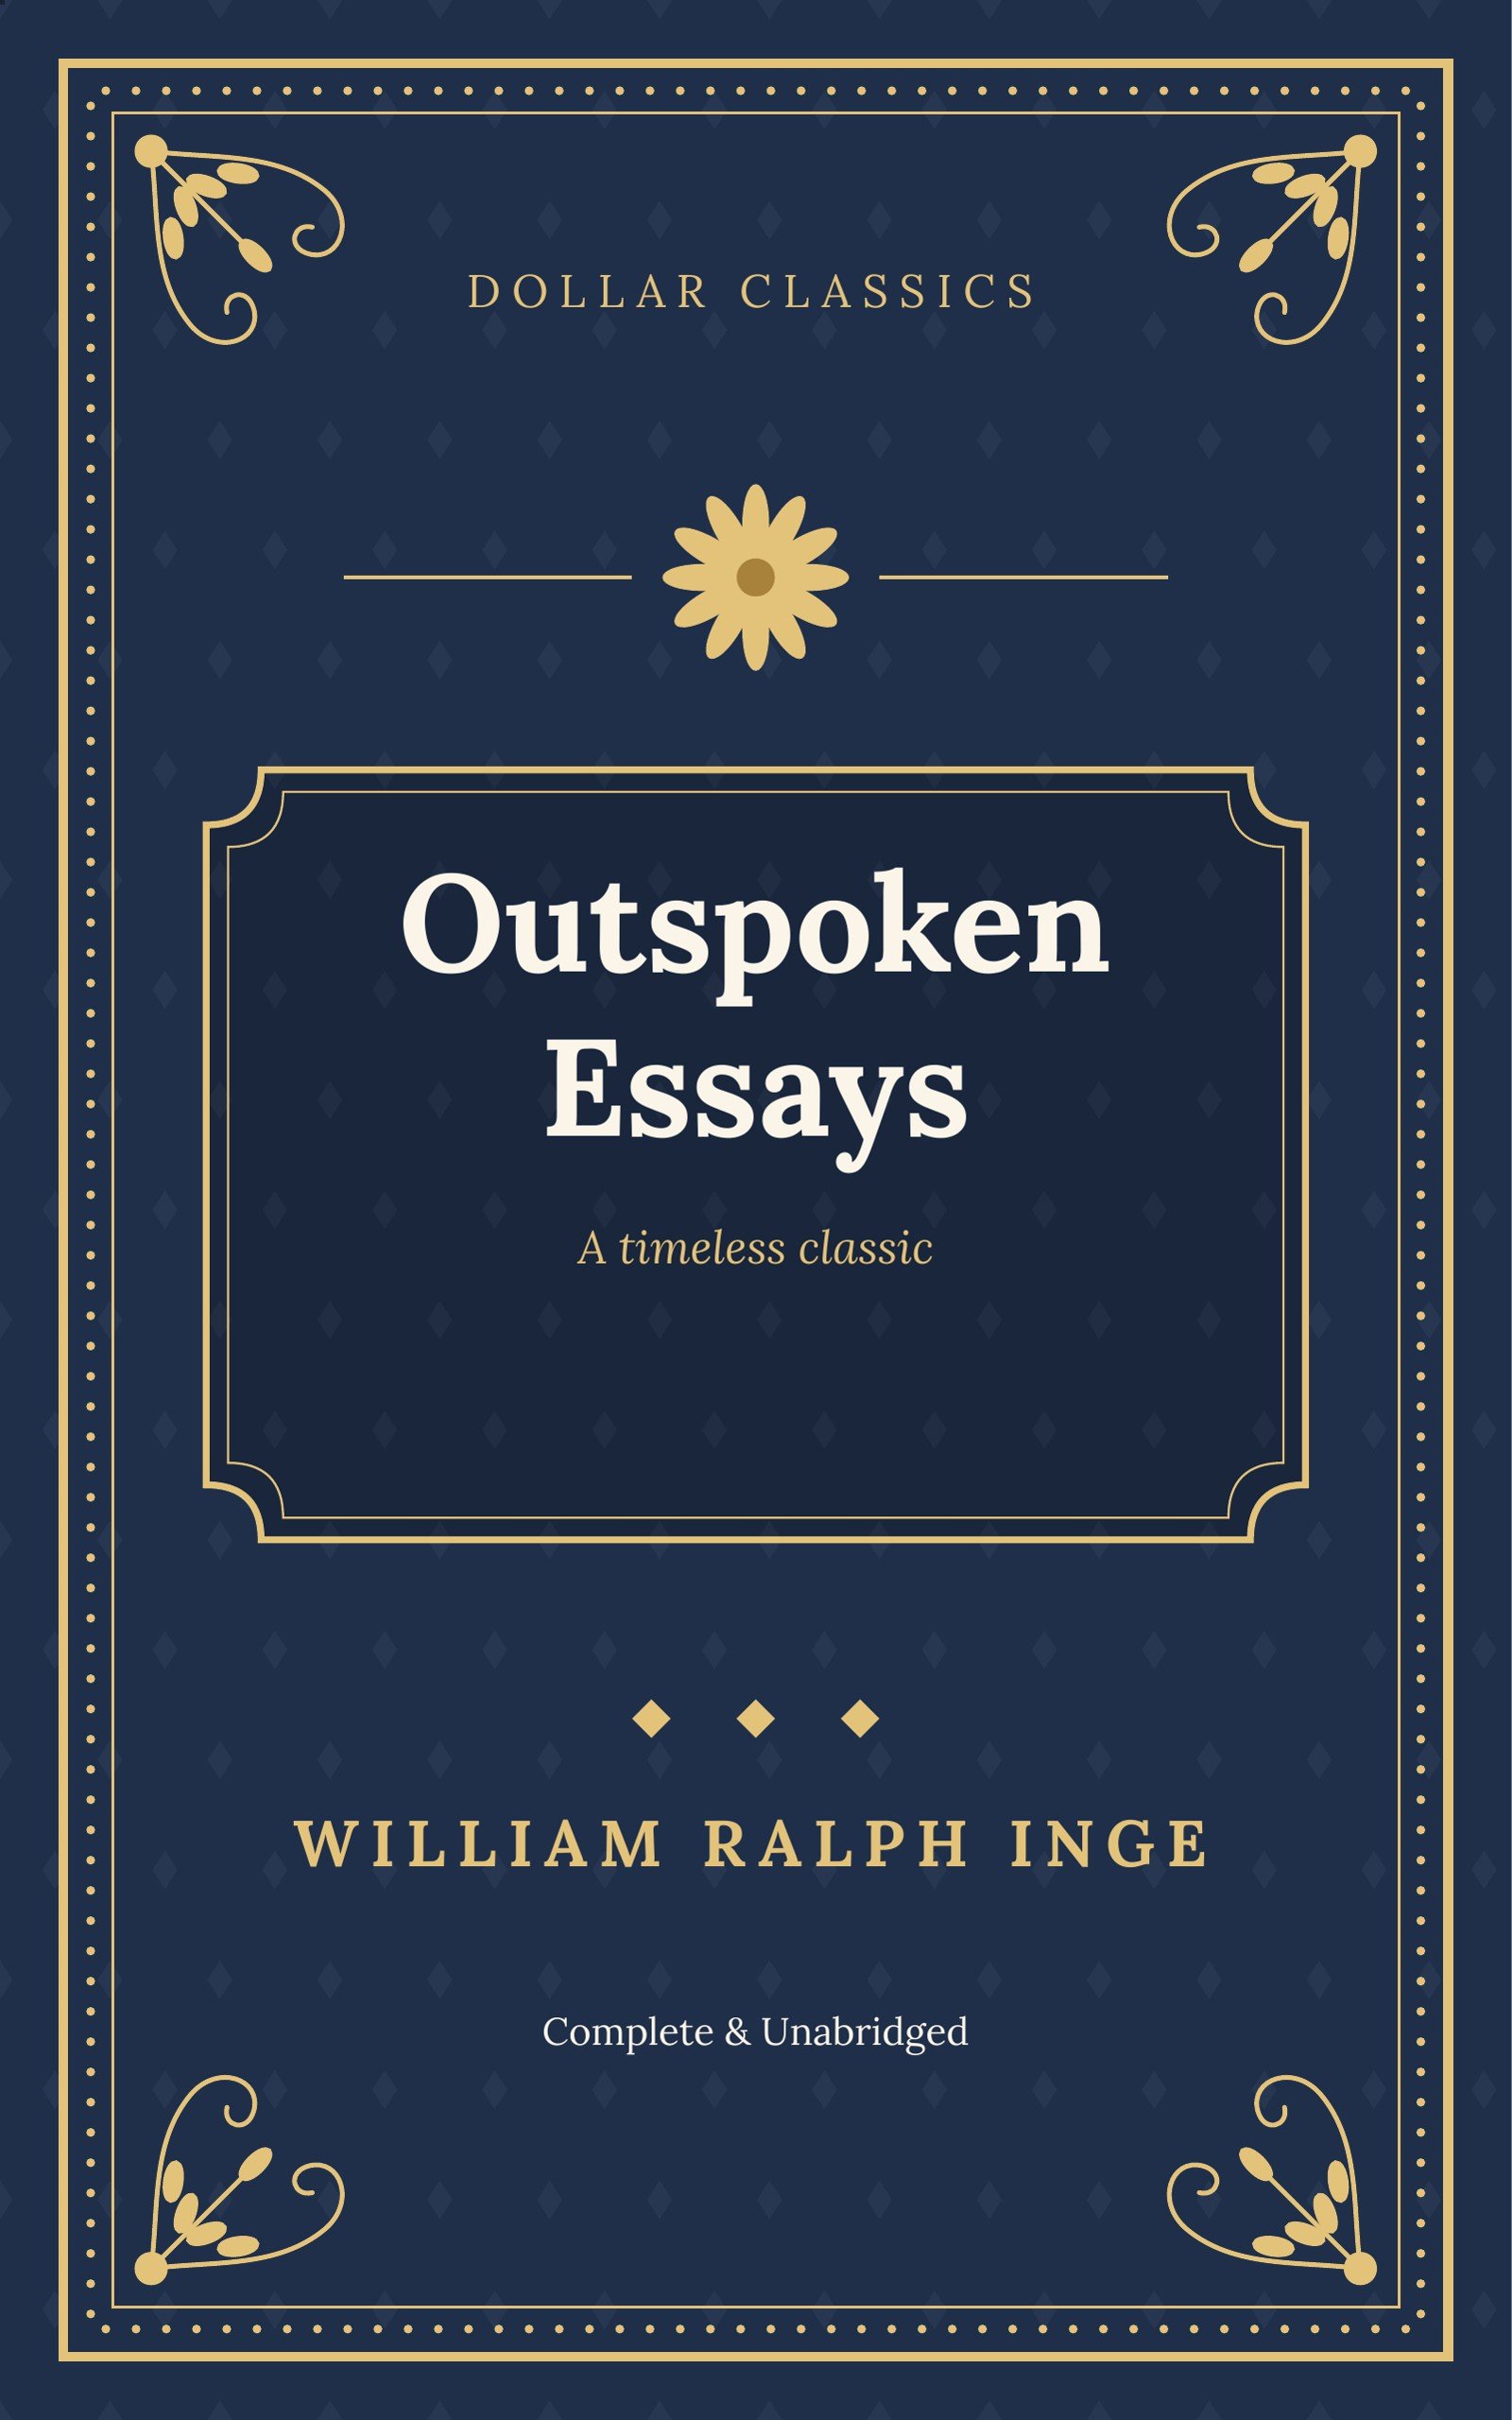 DOLLAR CLASSICS
Outspoken
Essays
A timeless classic
WILLIAM RALPH INGE
Complete & Unabridged